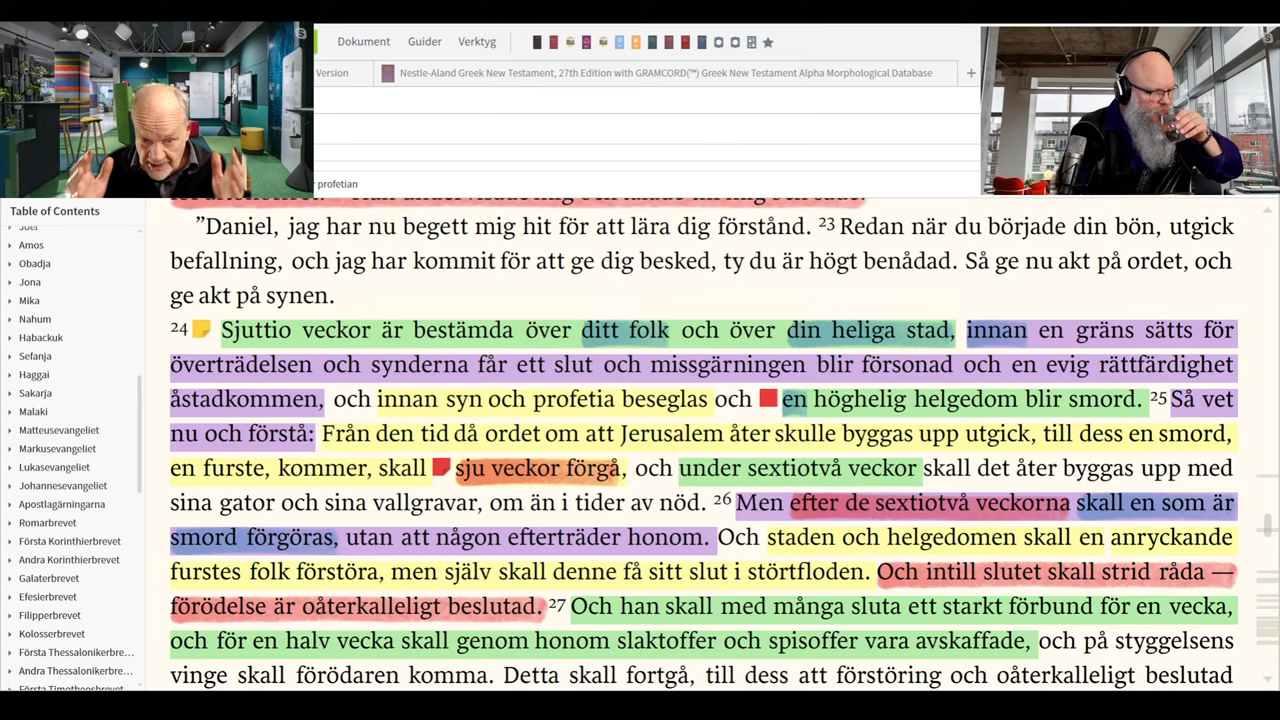 Dokument Guider Verktyg
Version Nestle-Aland Greek New Testament, 27th Edition with GRAMCORD(™) Greek New Testament Alpha Morphological Database +
profetian
Table of Contents
Joel
Amos
Obadja
Jona
Mika
Nahum
Habackuk
Sefanja
Haggai
Sakarja
Malaki
Matteusevangeliet
Markusevangeliet
Lukasevangeliet
Johannesevangeliet
Apostlagärningarna
Romarbrevet
Första Korinthierbrevet
Andra Korinthierbrevet
Galaterbrevet
Efesierbrevet
Filipperbrevet
Kolosserbrevet
Första Thessalonikerbre...
Andra Thessalonikerbre...
Första Timotheosbrevet
”Daniel, jag har nu begett mig hit för att lära dig förstånd. 23 Redan när du började din bön, utgick
befallning, och jag har kommit för att ge dig besked, ty du är högt benådad. Så ge nu akt på ordet, och
ge akt på synen.
24 Sjuttio veckor är bestämda över ditt folk och över din heliga stad, innan en gräns sätts för
överträdelsen och synderna får ett slut och missgärningen blir försonad och en evig rättfärdighet
åstadkommen, och innan syn och profetia beseglas och en höghelig helgedom blir smord. 25 Så vet
nu och förstå: Från den tid då ordet om att Jerusalem åter skulle byggas upp utgick, till dess en smord,
en furste, kommer, skall sju veckor förgå, och under sextiotvå veckor skall det åter byggas upp med
sina gator och sina vallgravar, om än i tider av nöd. 26 Men efter de sextiotvå veckorna skall en som är
smord förgöras, utan att någon efterträder honom. Och staden och helgedomen skall en anryckande
furstes folk förstöra, men själv skall denne få sitt slut i störtfloden. Och intill slutet skall strid råda —
förödelse är oåterkalleligt beslutad. 27 Och han skall med många sluta ett starkt förbund för en vecka,
och för en halv vecka skall genom honom slaktoffer och spisoffer vara avskaffade, och på styggelsens
vinge skall förödaren komma. Detta skall fortgå, till dess att förstöring och oåterkalleligt beslutad